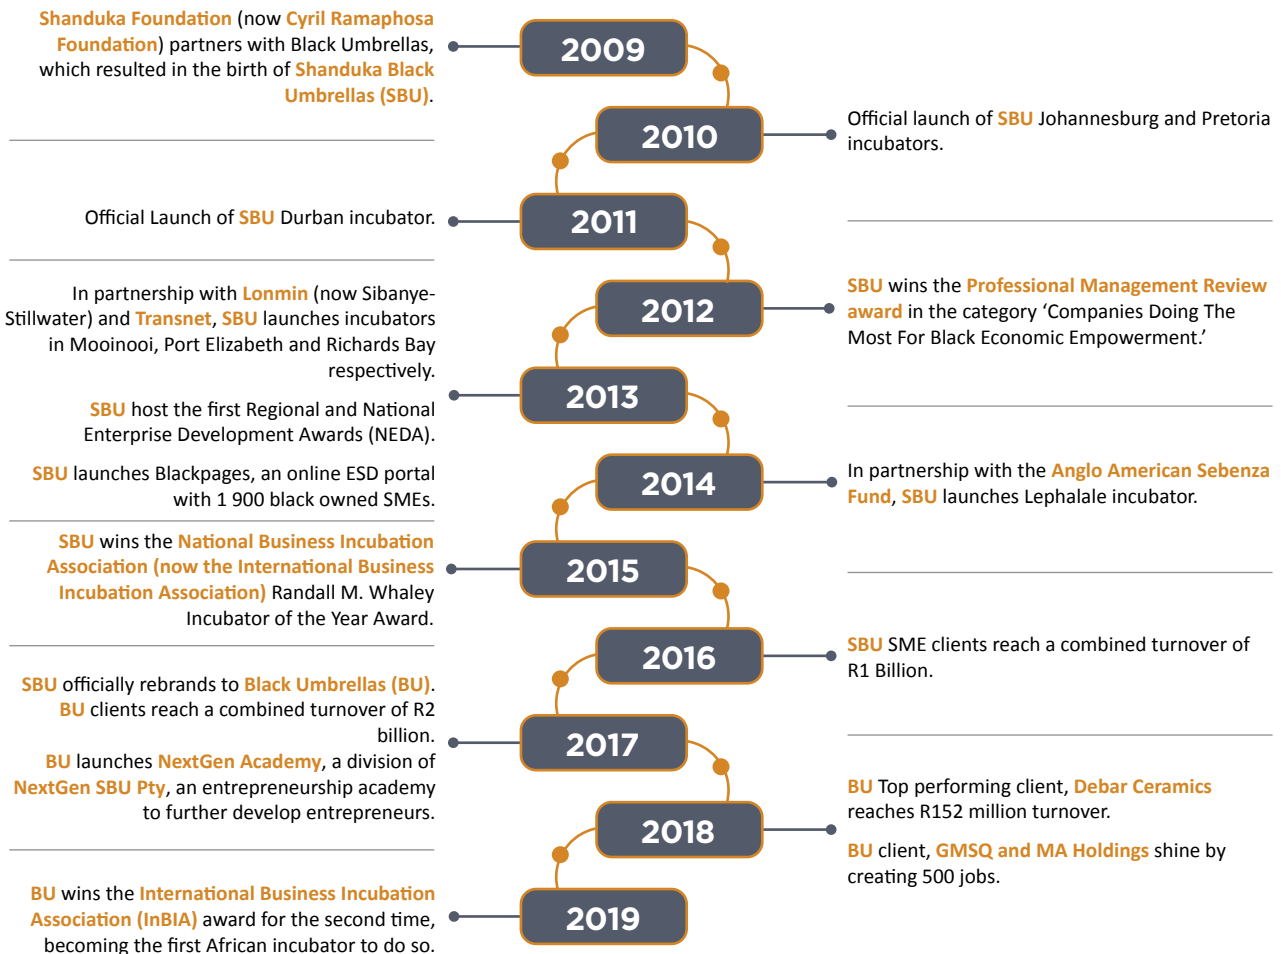 Shanduka Foundation (now Cyril Ramaphosa
Foundation) partners with Black Umbrellas,
which resulted in the birth of Shanduka Black
Umbrellas (SBU).
2009
2010
Official launch of SBU Johannesburg and Pretoria
incubators.
Official Launch of SBU Durban incubator.
2011
2012
SBU wins the Professional Management Review
award in the category ‘Companies Doing The
Most For Black Economic Empowerment.’
In partnership with Lonmin (now Sibanye-
Stillwater) and Transnet, SBU launches incubators
in Mooinooi, Port Elizabeth and Richards Bay
respectively.
SBU host the first Regional and National
Enterprise Development Awards (NEDA).
SBU launches Blackpages, an online ESD portal
with 1 900 black owned SMEs.
2013
2014
In partnership with the Anglo American Sebenza
Fund, SBU launches Lephalale incubator.
SBU wins the National Business Incubation
Association (now the International Business
Incubation Association) Randall M. Whaley
Incubator of the Year Award.
2015
2016
SBU SME clients reach a combined turnover of
R1 Billion.
SBU officially rebrands to Black Umbrellas (BU).
BU clients reach a combined turnover of R2
billion.
BU launches NextGen Academy, a division of
NextGen SBU Pty, an entrepreneurship academy
to further develop entrepreneurs.
2017
2018
BU Top performing client, Debar Ceramics
reaches R152 million turnover.
BU client, GMSQ and MA Holdings shine by
creating 500 jobs.
BU wins the International Business Incubation
Association (InBIA) award for the second time,
becoming the first African incubator to do so.
2019